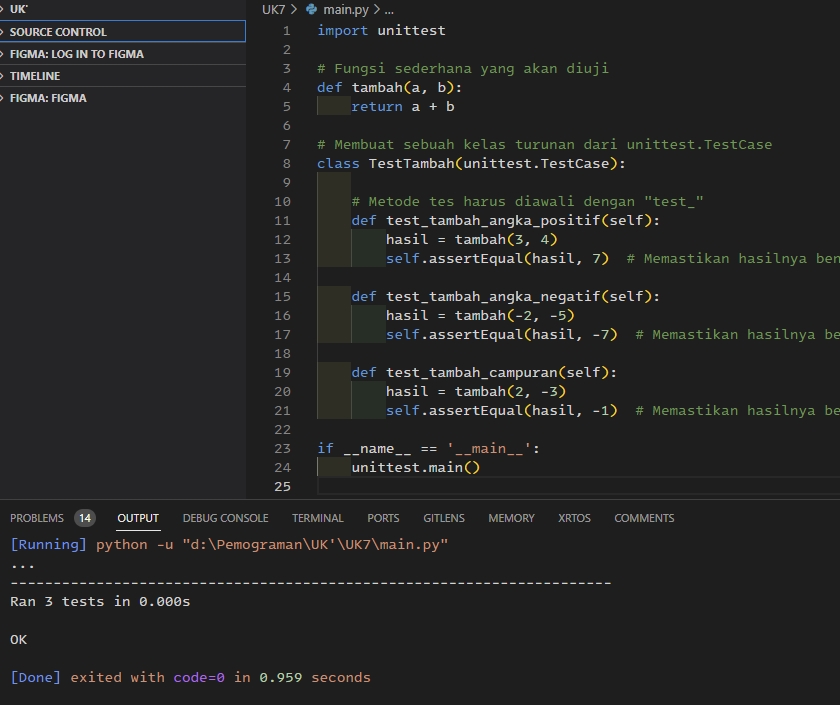 UK'
SOURCE CONTROL
FIGMA: LOG IN TO FIGMA
TIMELINE
FIGMA: FIGMA
UK7 > main.py > ...
1 import unittest
2
3 # Fungsi sederhana yang akan diuji
4 def tambah(a, b):
5     return a + b
6
7 # Membuat sebuah kelas turunan dari unittest.TestCase
8 class TestTambah(unittest.TestCase):
9
10     # Metode tes harus diawali dengan "test_"
11     def test_tambah_angka_positif(self):
12         hasil = tambah(3, 4)
13         self.assertEqual(hasil, 7)  # Memastikan hasilnya ben
14
15     def test_tambah_angka_negatif(self):
16         hasil = tambah(-2, -5)
17         self.assertEqual(hasil, -7)  # Memastikan hasilnya be
18
19     def test_tambah_campuran(self):
20         hasil = tambah(2, -3)
21         self.assertEqual(hasil, -1)  # Memastikan hasilnya be
22
23 if __name__ == '__main__':
24     unittest.main()
25
PROBLEMS 14 OUTPUT DEBUG CONSOLE TERMINAL PORTS GITLENS MEMORY XRTOS COMMENTS
[Running] python -u "d:\Pemograman\UK'\UK7\main.py"
...
----------------------------------------------------------------------
Ran 3 tests in 0.000s
OK
[Done] exited with code=0 in 0.959 seconds